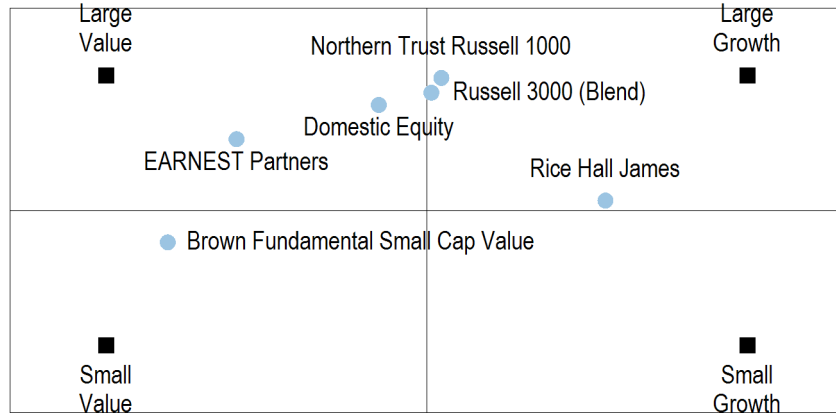 Large
Value
Large
Growth
Northern Trust Russell 1000
Russell 3000 (Blend)
Domestic Equity
EARNEST Partners
Rice Hall James
Brown Fundamental Small Cap Value
Small
Value
Small
Growth